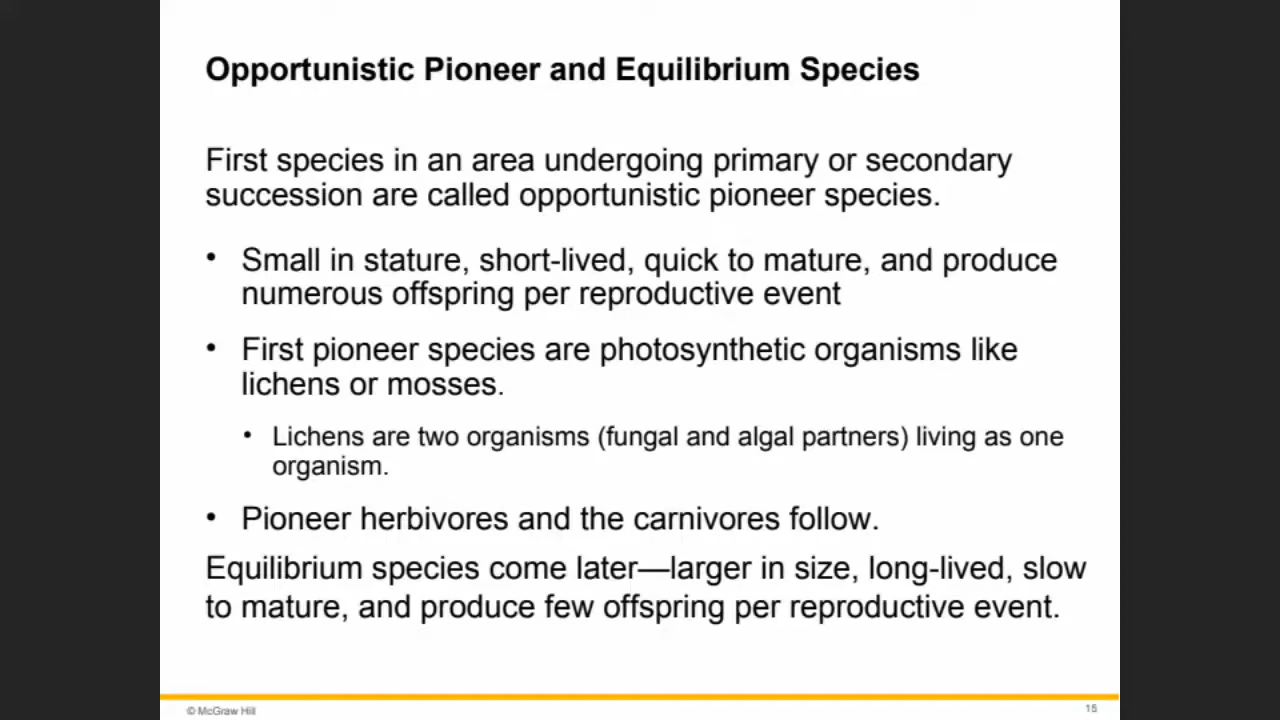 Opportunistic Pioneer and Equilibrium Species
First species in an area undergoing primary or secondary
succession are called opportunistic pioneer species.
• Small in stature, short-lived, quick to mature, and produce
numerous offspring per reproductive event
• First pioneer species are photosynthetic organisms like
lichens or mosses.
• Lichens are two organisms (fungal and algal partners) living as one
organism.
• Pioneer herbivores and the carnivores follow.
Equilibrium species come later—larger in size, long-lived, slow
to mature, and produce few offspring per reproductive event.
© McGraw Hill
15